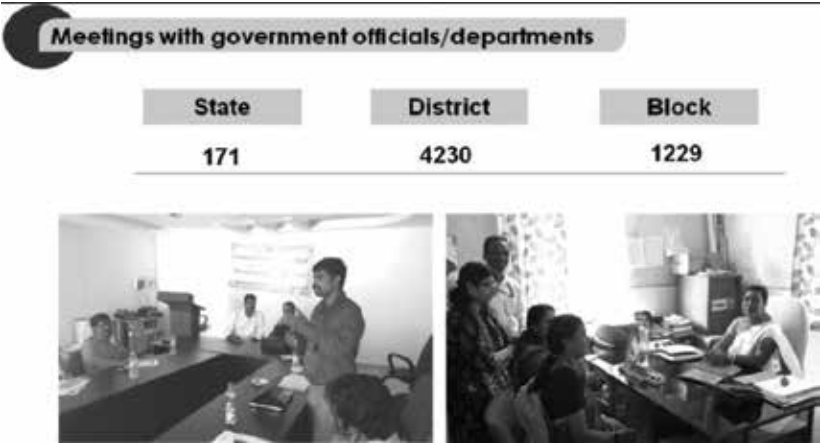 Meetings with government officials/departments
State District Block
171 4230 1229